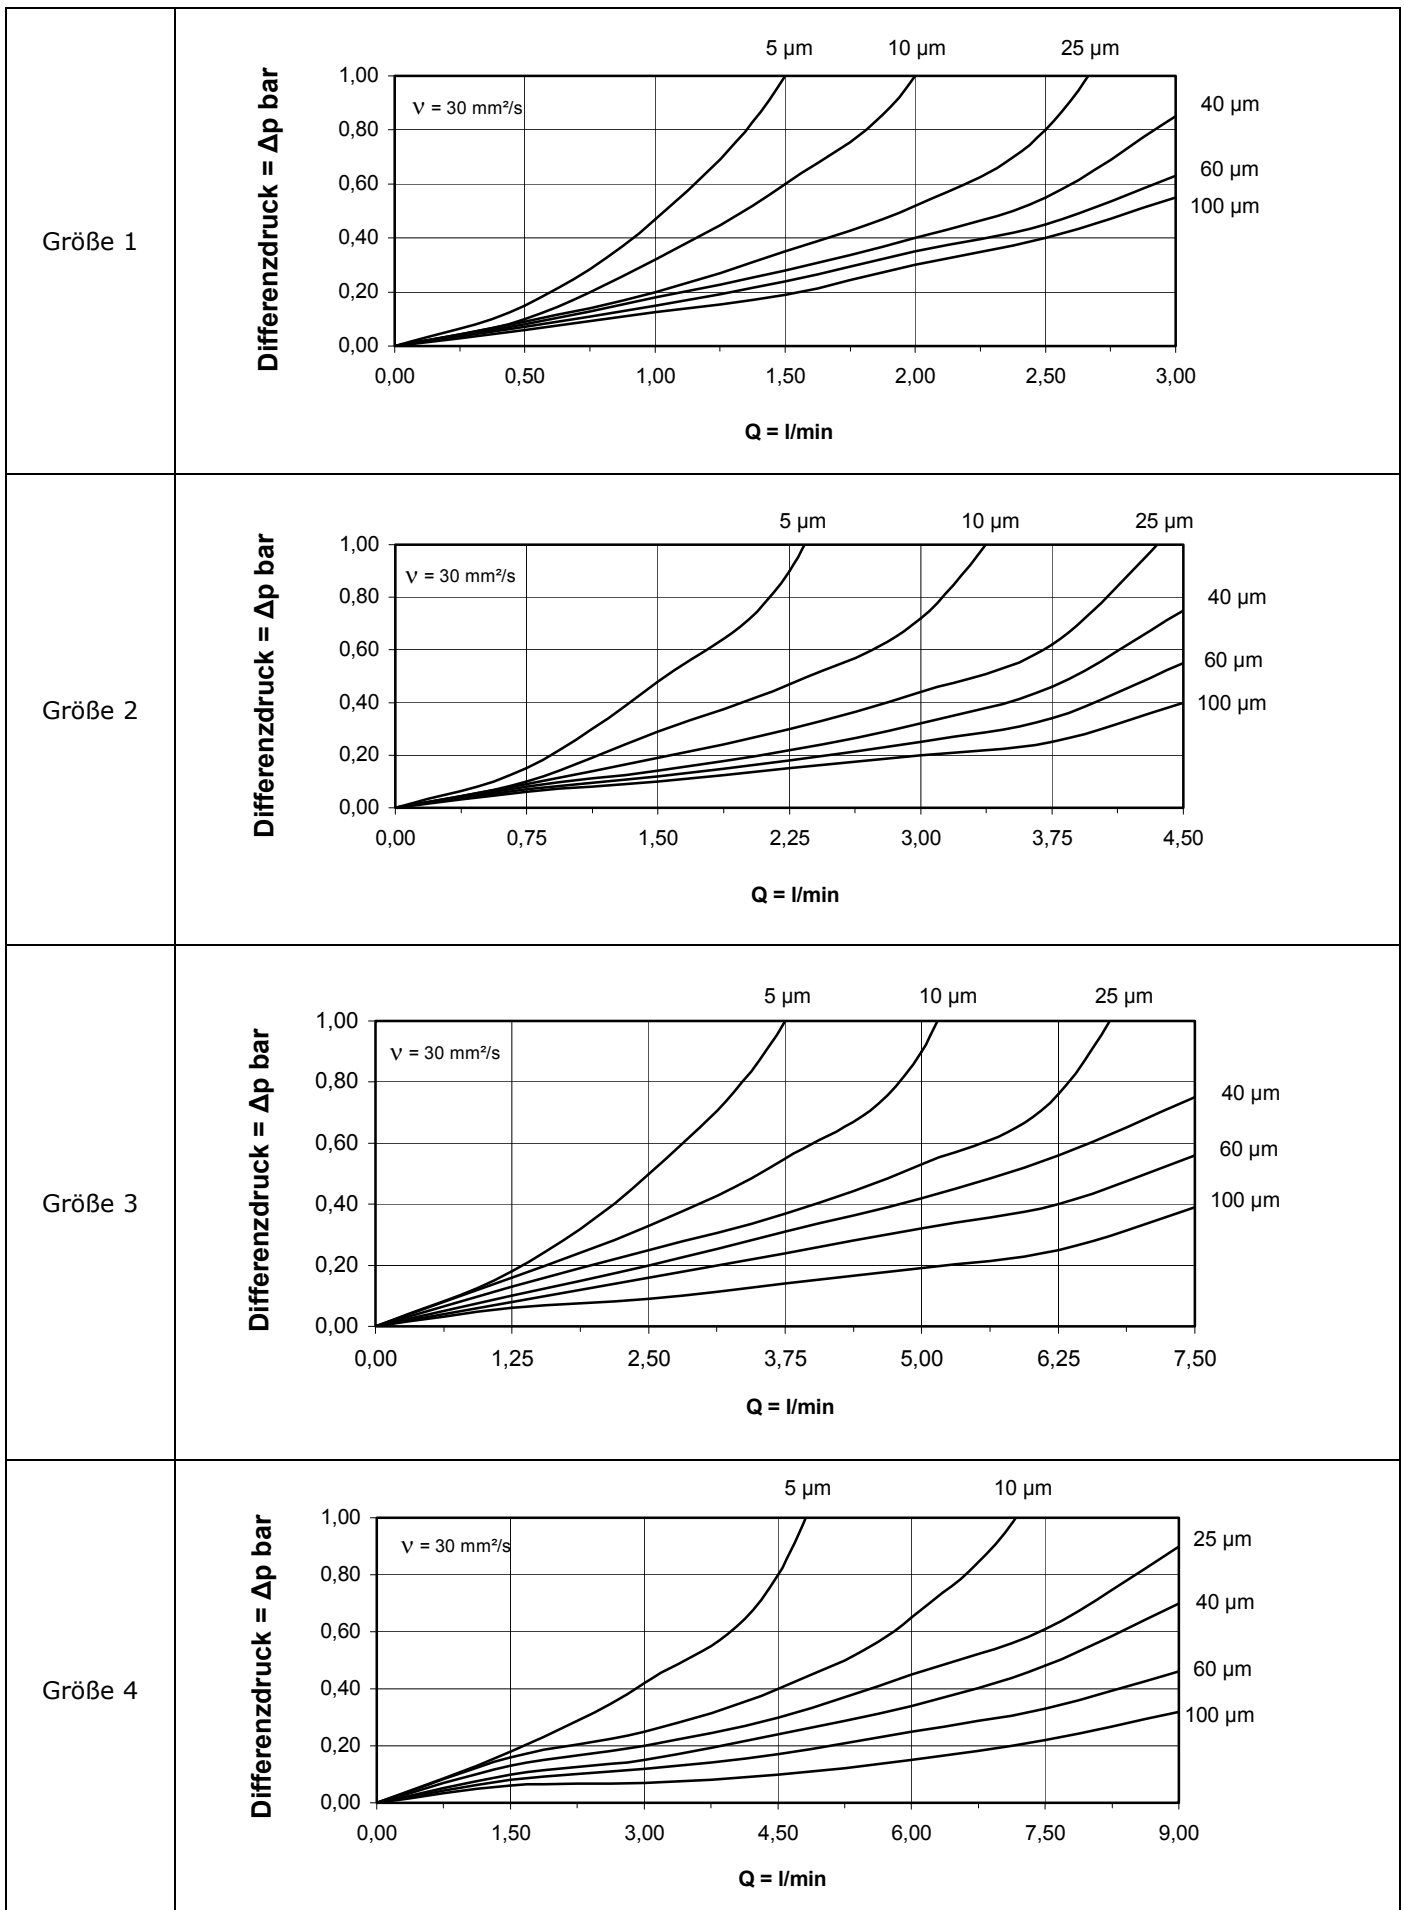 Größe 1
5 µm 10 µm 25 µm
Differenzdruck = Δp bar
ν = 30 mm²/s
1,00
0,80
0,60
0,40
0,20
0,00
40 µm
60 µm
100 µm
0,00 0,50 1,00 1,50 2,00 2,50 3,00
Q = l/min
Größe 2
5 µm 10 µm 25 µm
Differenzdruck = Δp bar
ν = 30 mm²/s
1,00
0,80
0,60
0,40
0,20
0,00
40 µm
60 µm
100 µm
0,00 0,75 1,50 2,25 3,00 3,75 4,50
Q = l/min
Größe 3
5 µm 10 µm 25 µm
Differenzdruck = Δp bar
ν = 30 mm²/s
1,00
0,80
0,60
0,40
0,20
0,00
40 µm
60 µm
100 µm
0,00 1,25 2,50 3,75 5,00 6,25 7,50
Q = l/min
Größe 4
5 µm 10 µm
Differenzdruck = Δp bar
ν = 30 mm²/s
1,00
0,80
0,60
0,40
0,20
0,00
25 µm
40 µm
60 µm
100 µm
0,00 1,50 3,00 4,50 6,00 7,50 9,00
Q = l/min